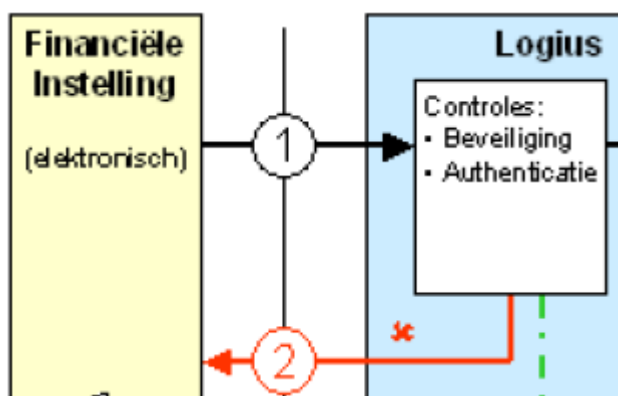 Financiële
Instelling
(elektronisch)
1
Logius
Controles:
• Beveiliging
• Authenticatie
2